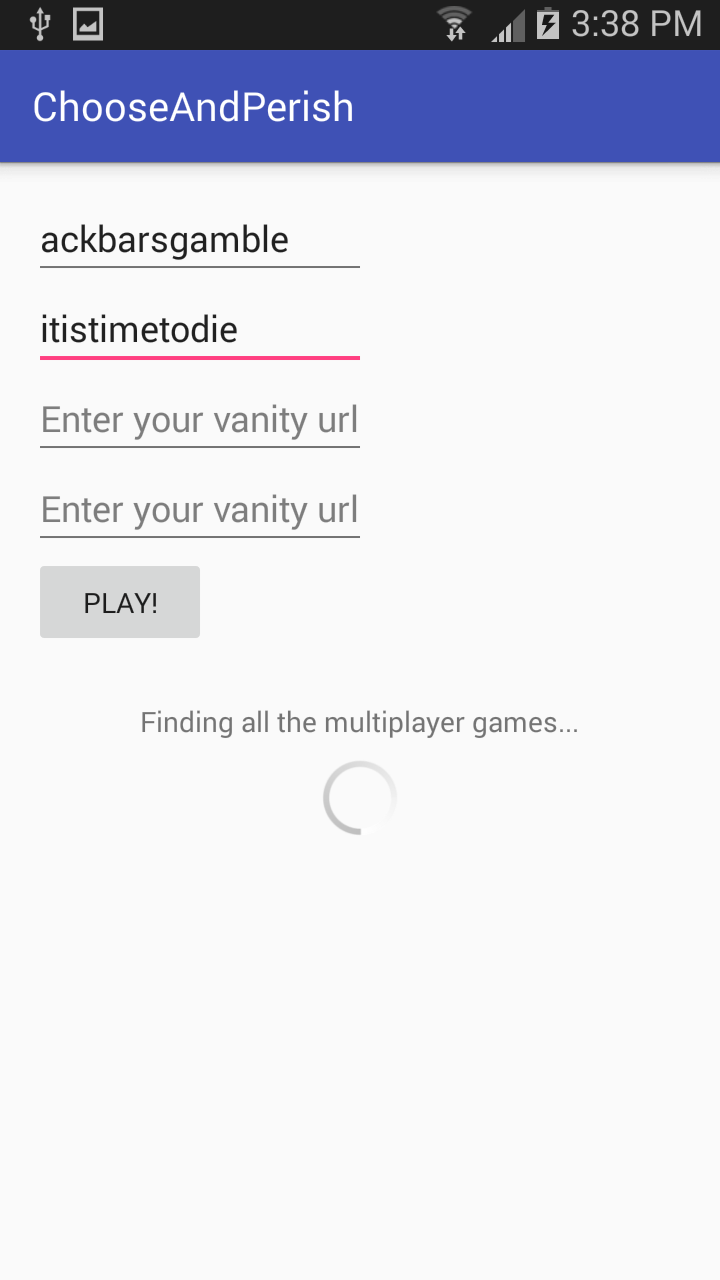 3:38 PM
ChooseAndPerish
ackbarsgamble
itistimetodie
Enter your vanity url
Enter your vanity url
PLAY!
Finding all the multiplayer games...